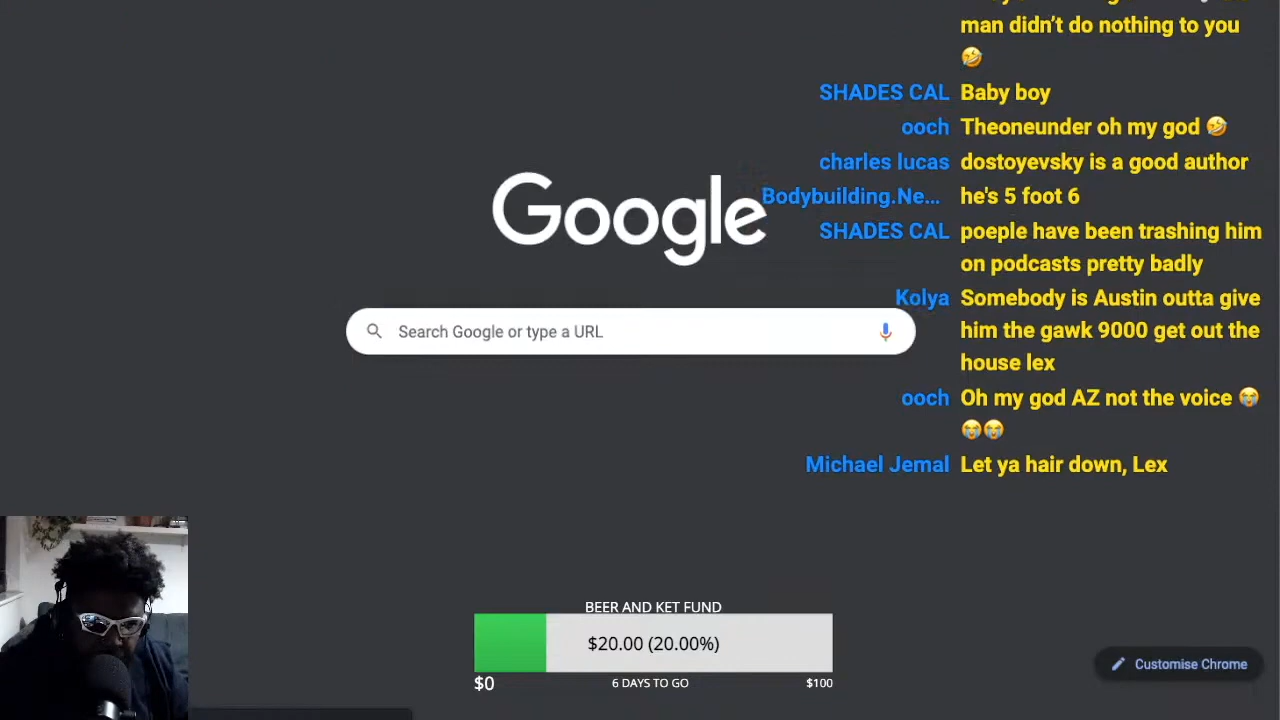 man didn’t do nothing to you
🤣
SHADES CAL Baby boy
ooch Theoneunder oh my god 🤣
charles lucas dostoyevsky is a good author
Bodybuilding.Ne... he's 5 foot 6
SHADES CAL poeple have been trashing him
on podcasts pretty badly
Kolya Somebody is Austin outta give
him the gawk 9000 get out the
house lex
ooch Oh my god AZ not the voice 😭
😭😭
Michael Jemal Let ya hair down, Lex
Google
Search Google or type a URL
BEER AND KET FUND
$20.00 (20.00%)
$0 6 DAYS TO GO $100
Customise Chrome